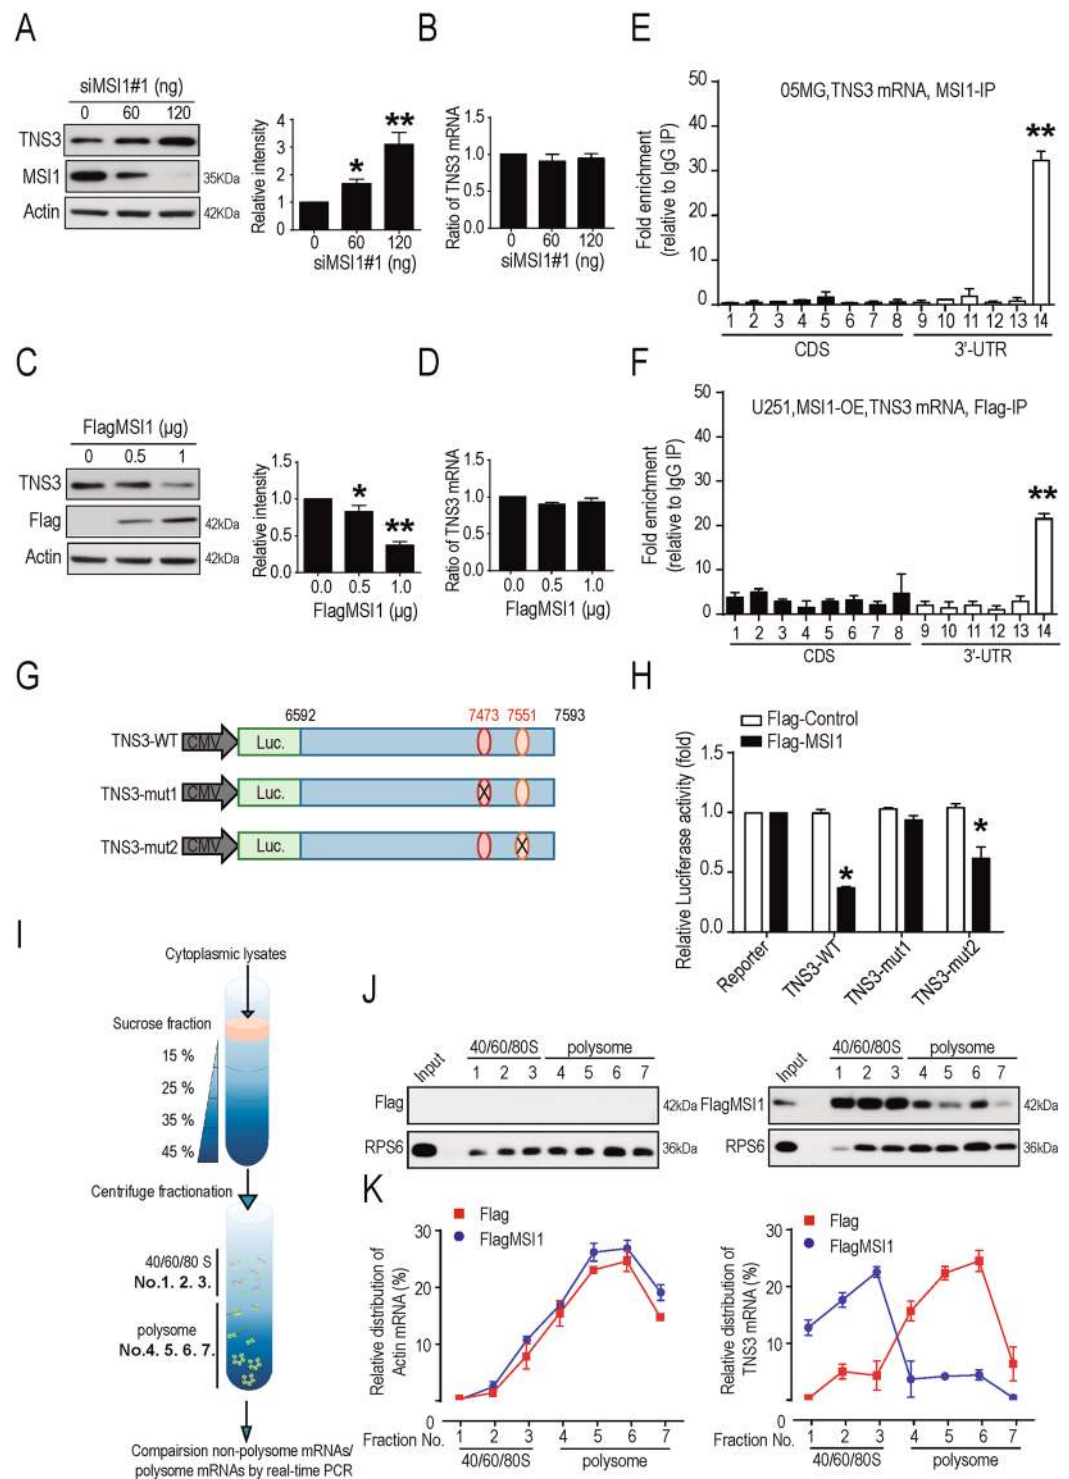 A
siMSI1#1 (ng)
0 60 120
TNS3
MSI1
35KDa
Actin
42KDa
Relative intensity
4
3
2
1
0
*
**
0 60 120
siMSI1#1 (ng)
B
Ratio of TNS3 mRNA
1.5
1.0
0.5
0.0
0 60 120
siMSI1#1 (ng)
E
05MG,TNS3 mRNA, MSI1-IP
Fold enrichment
(relative to IgG IP)
50
40
30
20
10
0
**
1 2 3 4 5 6 7 8 9 10 11 12 13 14
CDS 3'-UTR
C
FlagMSI1 (µg)
0 0.5 1
TNS3
Flag
42kDa
Actin
42kDa
Relative intensity
1.5
1.0
0.5
0.0
*
**
0.0 0.5 1.0
FlagMSI1 (µg)
D
Ratio of TNS3 mRNA
1.5
1.0
0.5
0.0
0.0 0.5 1.0
FlagMSI1 (µg)
F
U251,MSI1-OE,TNS3 mRNA, Flag-IP
Fold enrichment
(relative to IgG IP)
50
40
30
20
10
0
**
1 2 3 4 5 6 7 8 9 10 11 12 13 14
CDS 3'-UTR
G
6592 7473 7551 7593
TNS3-WT CMV Luc.
TNS3-mut1 CMV Luc.
X
TNS3-mut2 CMV Luc.
X
H
Flag-Control
Flag-MSI1
Relative Luciferase activity (fold)
1.5
1.0
0.5
0.0
*
*
Reporter
TNS3-WT
TNS3-mut1
TNS3-mut2
I
Cytoplasmic lysates
Sucrose fraction
15 %
25 %
35 %
45 %
Centrifuge fractionation
40/60/80 S
No.1. 2. 3.
polysome
No.4. 5. 6. 7.
Compairsion non-polysome mRNAs/
polysome mRNAs by real-time PCR
J
Input
40/60/80S polysome
1 2 3 4 5 6 7
Flag
42kDa
RPS6
36kDa
Input
40/60/80S polysome
1 2 3 4 5 6 7
FlagMSI1
42kDa
RPS6
36kDa
K
Flag
FlagMSI1
Relative distribution of
Actin mRNA (%)
30
20
10
0
1 2 3 4 5 6 7
Fraction No.
40/60/80S polysome
Flag
FlagMSI1
Relative distribution of
TNS3 mRNA (%)
30
20
10
0
1 2 3 4 5 6 7
Fraction No.
40/60/80S polysome